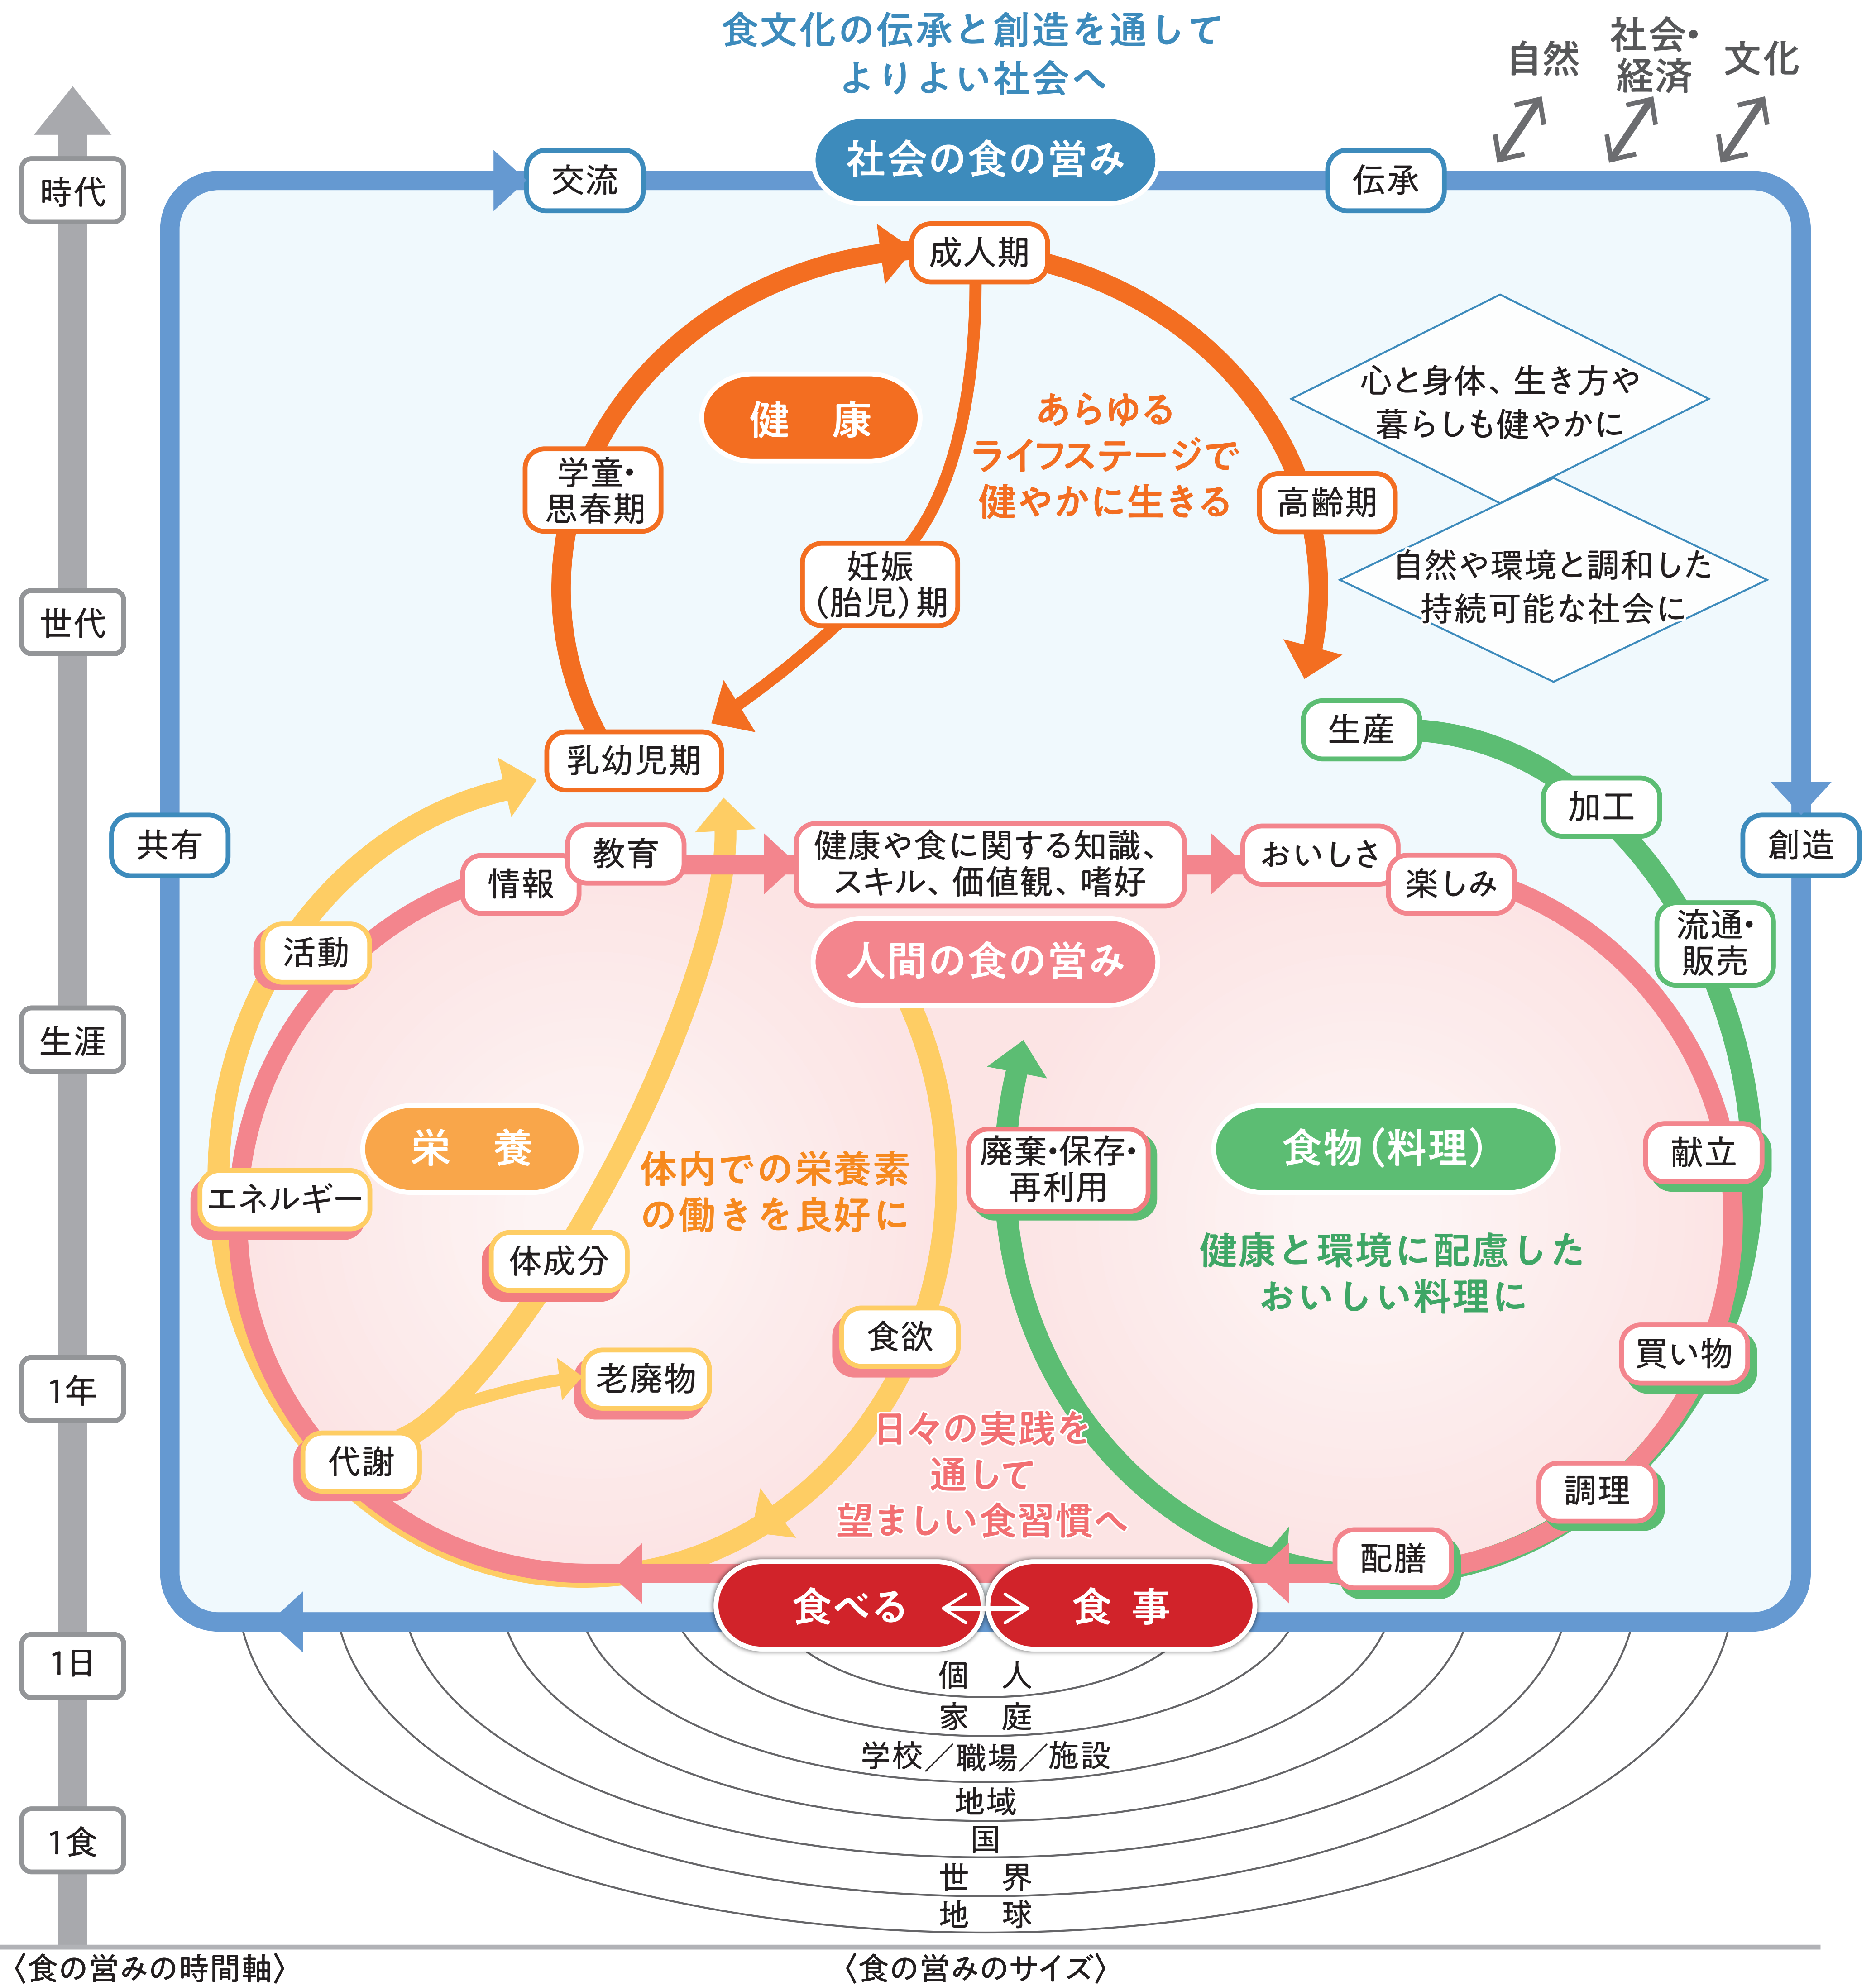 食文化の伝承と創造を通して
よりよい社会へ
自然
社会・
経済
文化
時代
交流
社会の食の営み
伝承
成人期
心と身体、生き方や
暮らしも健やかに
健　康
あらゆる
ライフステージで
健やかに生きる
学童・
思春期
高齢期
妊娠
（胎児）期
自然や環境と調和した
持続可能な社会に
世代
生産
乳幼児期
加工
共有
創造
教育
情報
健康や食に関する知識、
スキル、価値観、嗜好
おいしさ
楽しみ
流通・
販売
活動
人間の食の営み
生涯
栄　養
体内での栄養素
の働きを良好に
廃棄・保存・
再利用
食物（料理）
献立
エネルギー
健康と環境に配慮した
おいしい料理に
体成分
食欲
買い物
老廃物
1年
代謝
日々の実践を
通して
望ましい食習慣へ
調理
配膳
食べる
食 事
1日
個　人
家　庭
学校／職場／施設
地域
国
世　界
地　球
1食
〈食の営みの時間軸〉
〈食の営みのサイズ〉